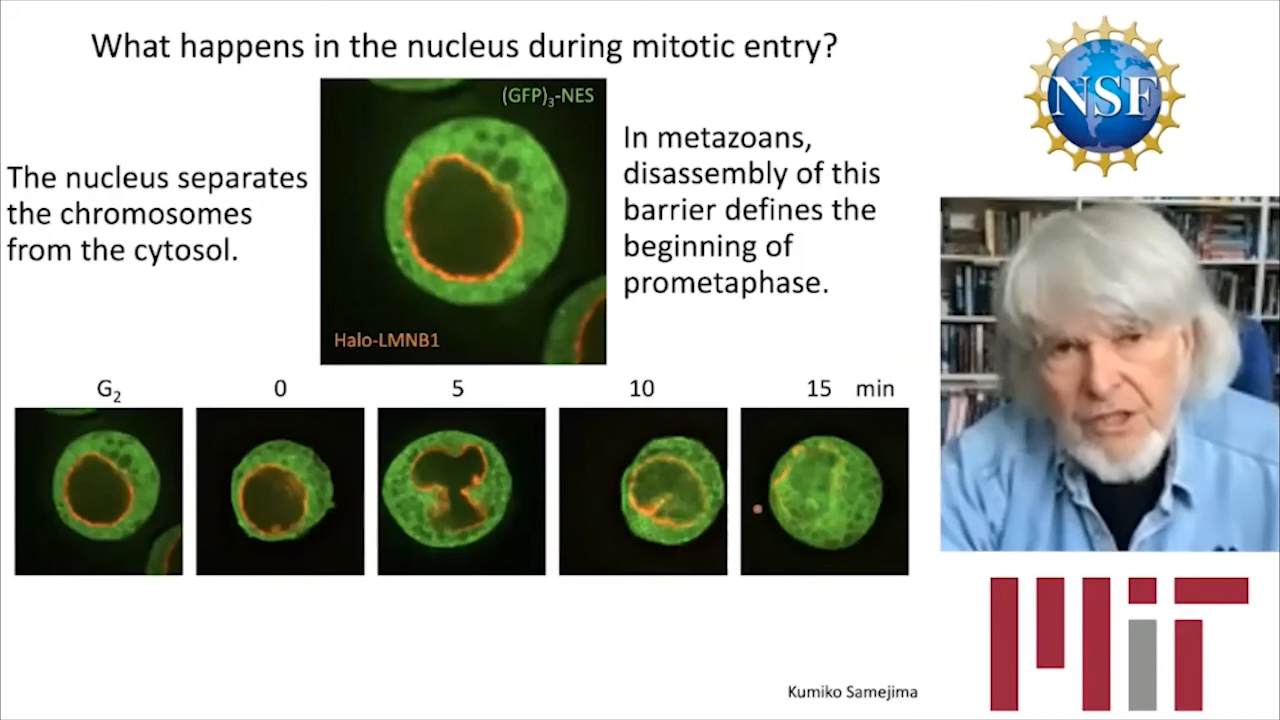 What happens in the nucleus during mitotic entry?
(GFP)₃-NES
The nucleus separates
the chromosomes
from the cytosol.
Halo-LMNB1
In metazoans,
disassembly of this
barrier defines the
beginning of
prometaphase.
G₂ 0 5 10 15 min
Kumiko Samejima
NSF
MIT